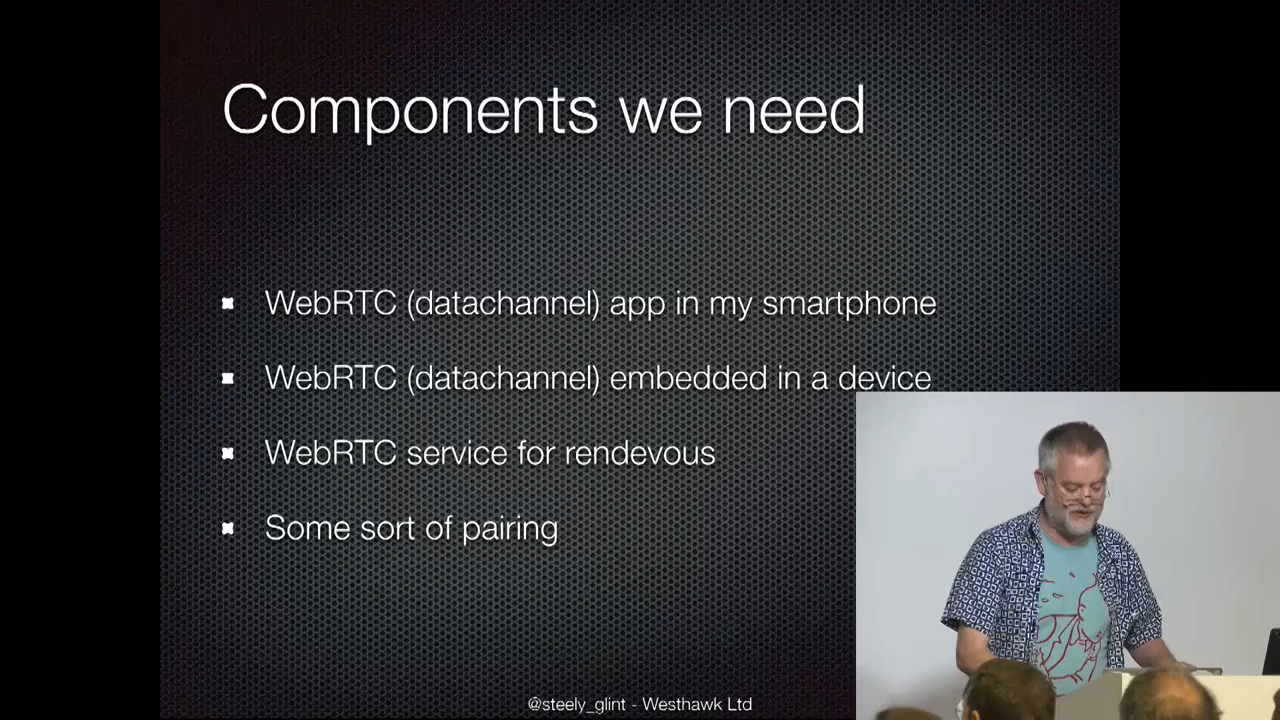 Components we need
WebRTC (datachannel) app in my smartphone
WebRTC (datachannel) embedded in a device
WebRTC service for rendevous
Some sort of pairing
@steely_glint - Westhawk Ltd